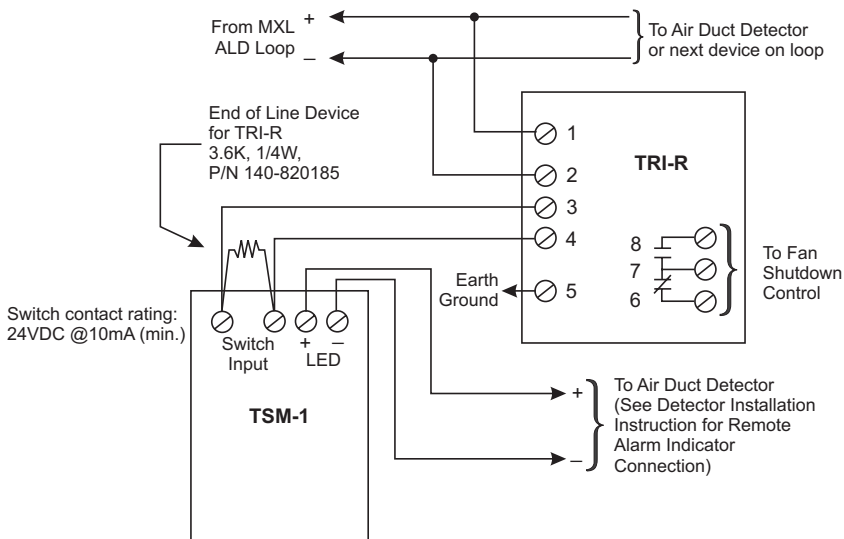 From MXL
ALD Loop
+
–
To Air Duct Detector
or next device on loop
End of Line Device
for TRI-R
3.6K, 1/4W,
P/N 140-820185
TRI-R
1
2
3
4
5
8
7
6
To Fan
Shutdown
Control
Earth
Ground
Switch contact rating:
24VDC @10mA (min.)
Switch
Input
+
–
LED
TSM-1
+
–
To Air Duct Detector
(See Detector Installation
Instruction for Remote
Alarm Indicator
Connection)